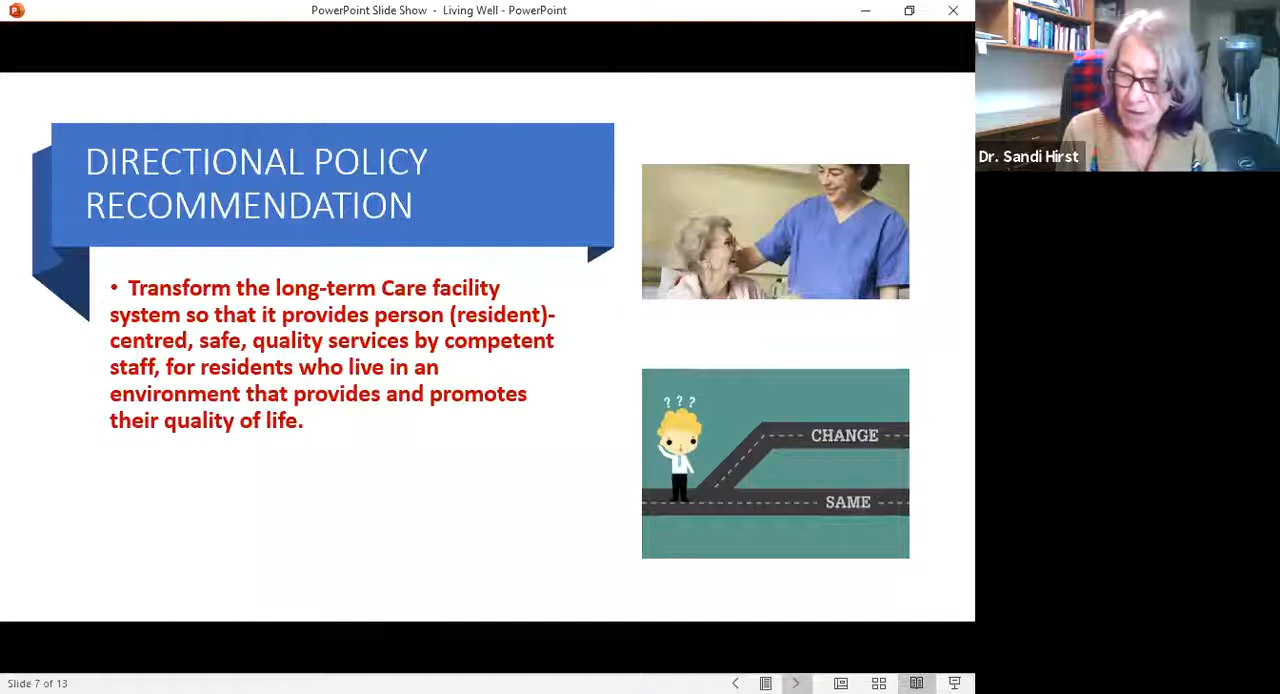 PowerPoint Slide Show - Living Well - PowerPoint
Dr. Sandi Hirst
DIRECTIONAL POLICY
RECOMMENDATION
• Transform the long-term Care facility
system so that it provides person (resident)-
centred, safe, quality services by competent
staff, for residents who live in an
environment that provides and promotes
their quality of life.
? ? ?
CHANGE
SAME
Slide 7 of 13